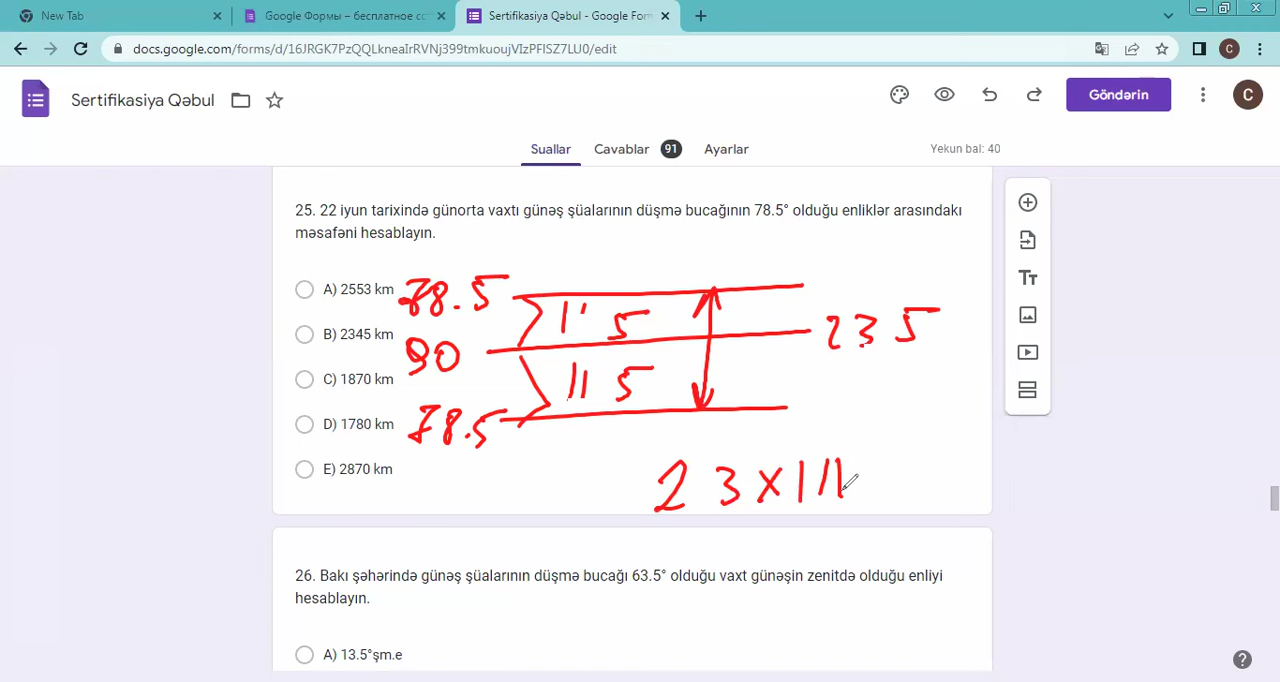 New Tab
Google Формы – бесплатное со
Sertifikasiya Qəbul - Google Forr
docs.google.com/forms/d/16JRGK7PzQQLkneaIrRVNj399tmkuoujVIzPFISZ7LU0/edit
C
Sertifikasiya Qəbul
Göndərin
C
Suallar
Cavablar 91
Ayarlar
Yekun bal: 40
25. 22 iyun tarixində günorta vaxtı günəş şüalarının düşmə bucağının 78.5° olduğu enliklər arasındakı
məsafəni hesablayın.
A) 2553 km
B) 2345 km
C) 1870 km
D) 1780 km
E) 2870 km
78.5
11 5
90
23 5
11 5
78.5
23x111
26. Bakı şəhərində günəş şüalarının düşmə bucağı 63.5° olduğu vaxt günəşin zenitdə olduğu enliyi
hesablayın.
A) 13.5°şm.e